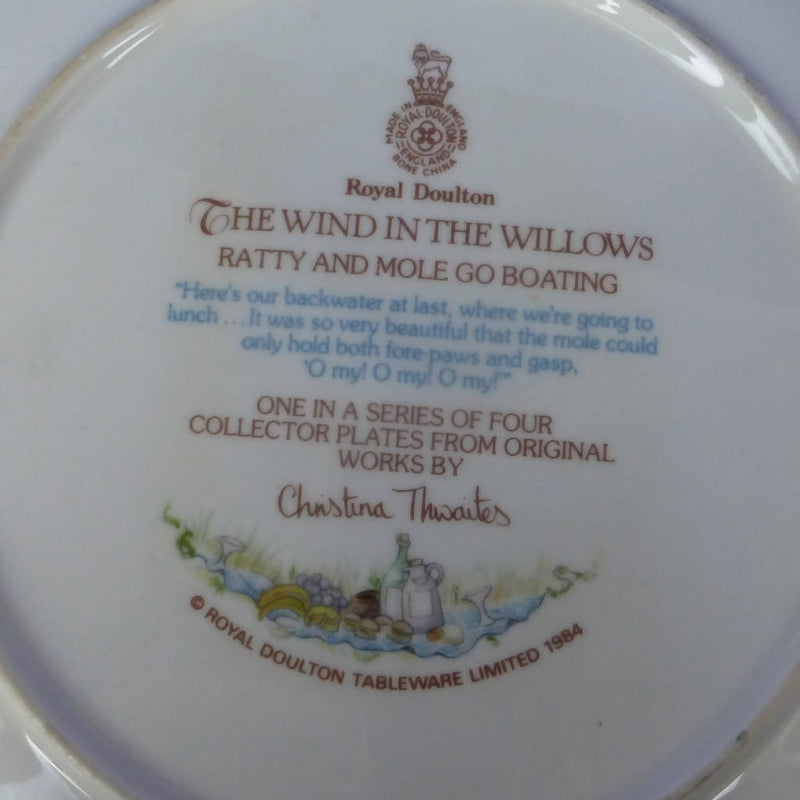 MADE IN ENGLAND
ROYAL DOULTON
ENGLAND
BONE CHINA
Royal Doulton
THE WIND IN THE WILLOWS
RATTY AND MOLE GO BOATING
"Here's our backwater at last, where we're going to
lunch ...It was so very beautiful that the mole could
only hold both fore-paws and gasp,
'O my! O my! O my!'"
ONE IN A SERIES OF FOUR
COLLECTOR PLATES FROM ORIGINAL
WORKS BY
Christina Thwaites
© ROYAL DOULTON TABLEWARE LIMITED 1984